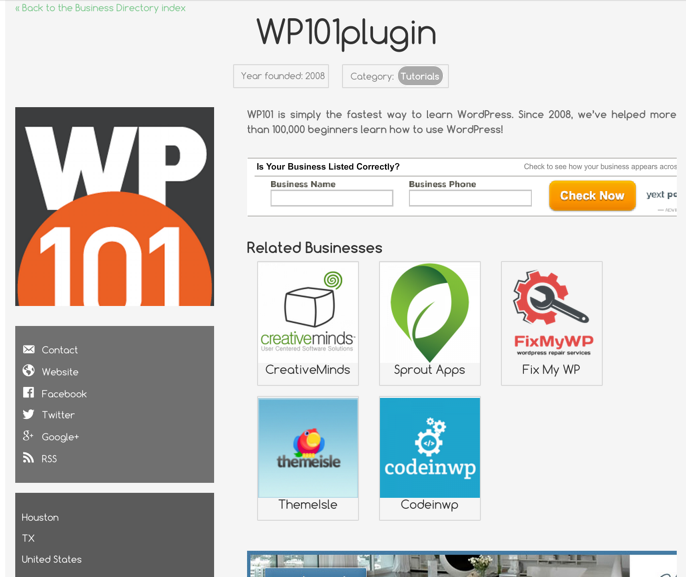 « Back to the Business Directory index
WP101plugin
Year founded: 2008
Category: Tutorials
WP
101
WP101 is simply the fastest way to learn WordPress. Since 2008, we've helped more
than 100,000 beginners learn how to use WordPress!
Is Your Business Listed Correctly?
Check to see how your business appears acros
Business Name
Business Phone
Check Now
yext
Related Businesses
creativeminds
User Centered Software Solutions
CreativeMinds
Sprout Apps
FixMyWP
wordpress repair services
Fix My WP
themeisle
ThemeIsle
</>
codeinwp
Codeinwp
Contact
Website
Facebook
Twitter
Google+
RSS
Houston
TX
United States